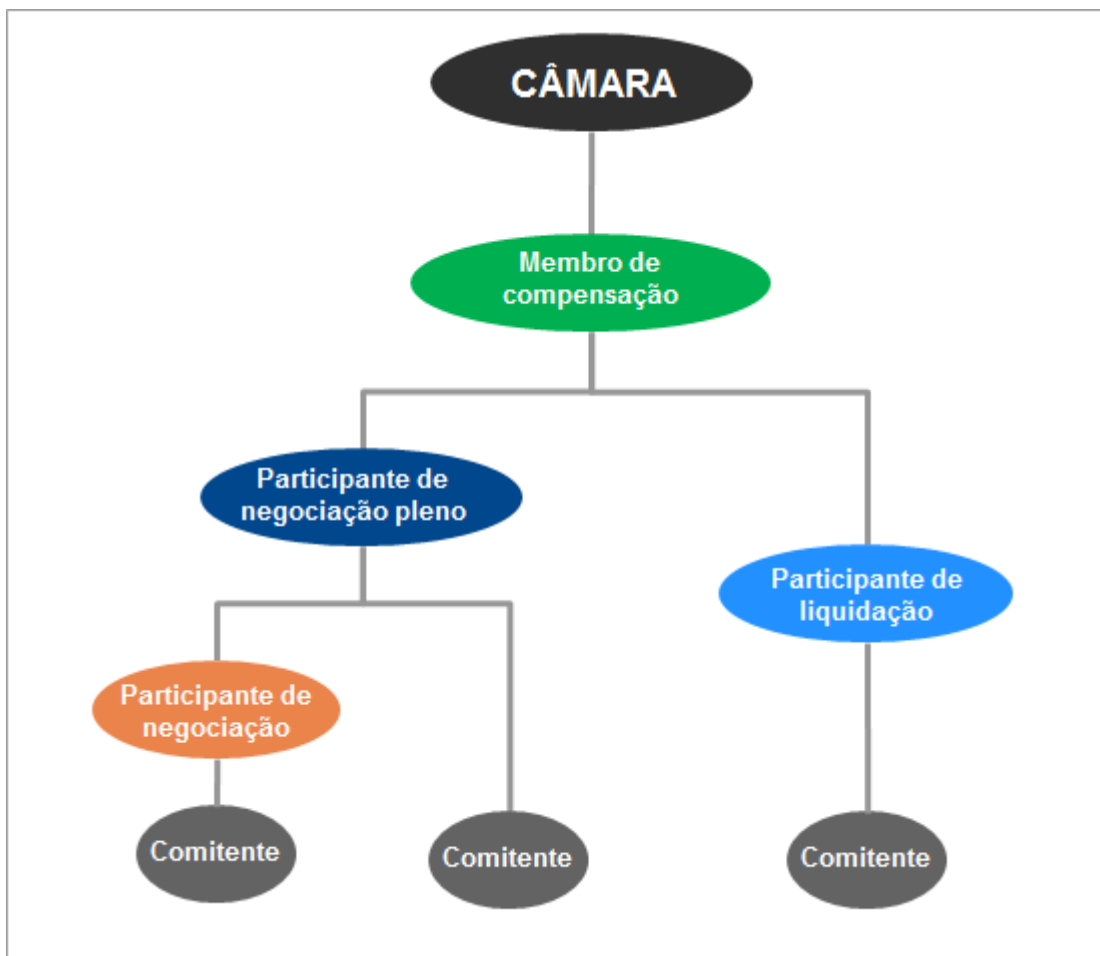 CÂMARA
Membro de
compensação
Participante de
negociação pleno
Participante de
liquidação
Participante de
negociação
Comitente
Comitente
Comitente